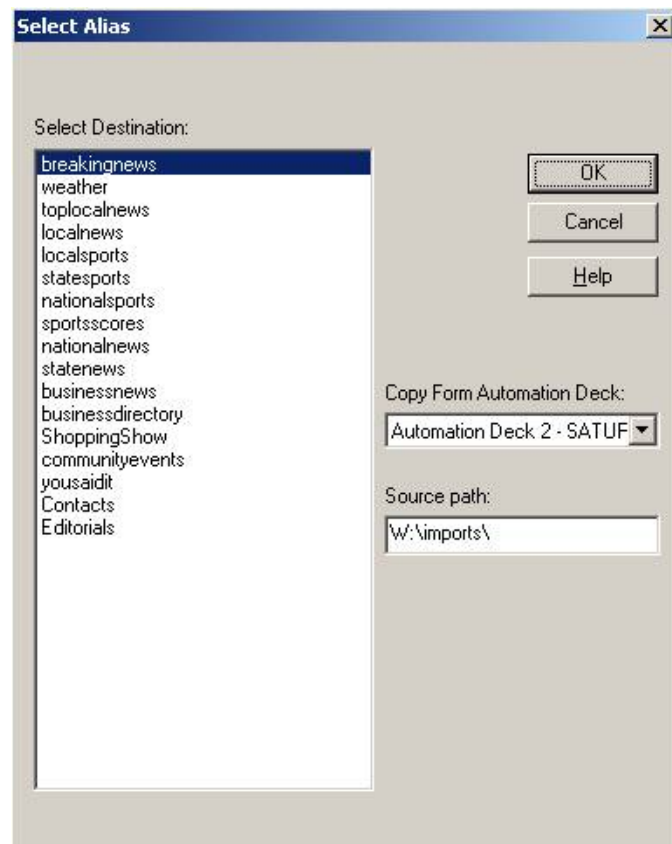 Select Alias
Select Destination:
breakingnews
weather
toplocalnews
localnews
localsports
statesports
nationalsports
sportsscores
nationalnews
statenews
businessnews
businessdirectory
ShoppingShow
communityevents
yousaidit
Contacts
Editorials
OK
Cancel
Help
Copy Form Automation Deck:
Automation Deck 2 - SATUF
Source path:
W:\imports\